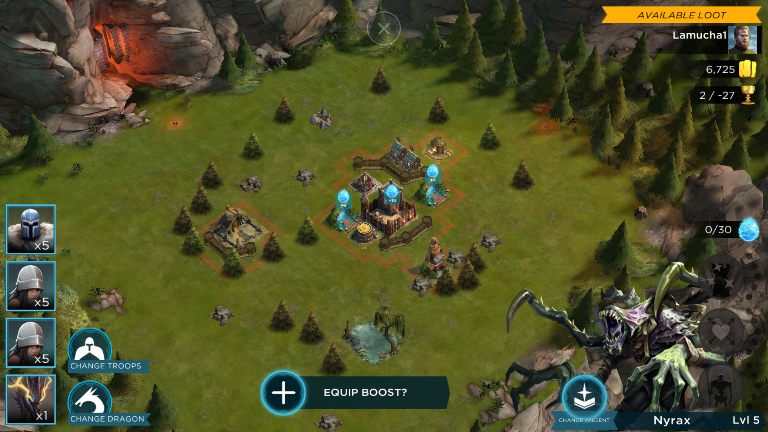 AVAILABLE LOOT
Lamucha1
6,725
2 / -27
x5
0/30
x5
x5
CHANGE TROOPS
x1
CHANGE DRAGON
EQUIP BOOST?
CHANGE ANCIENT
Nyrax Lvl 5